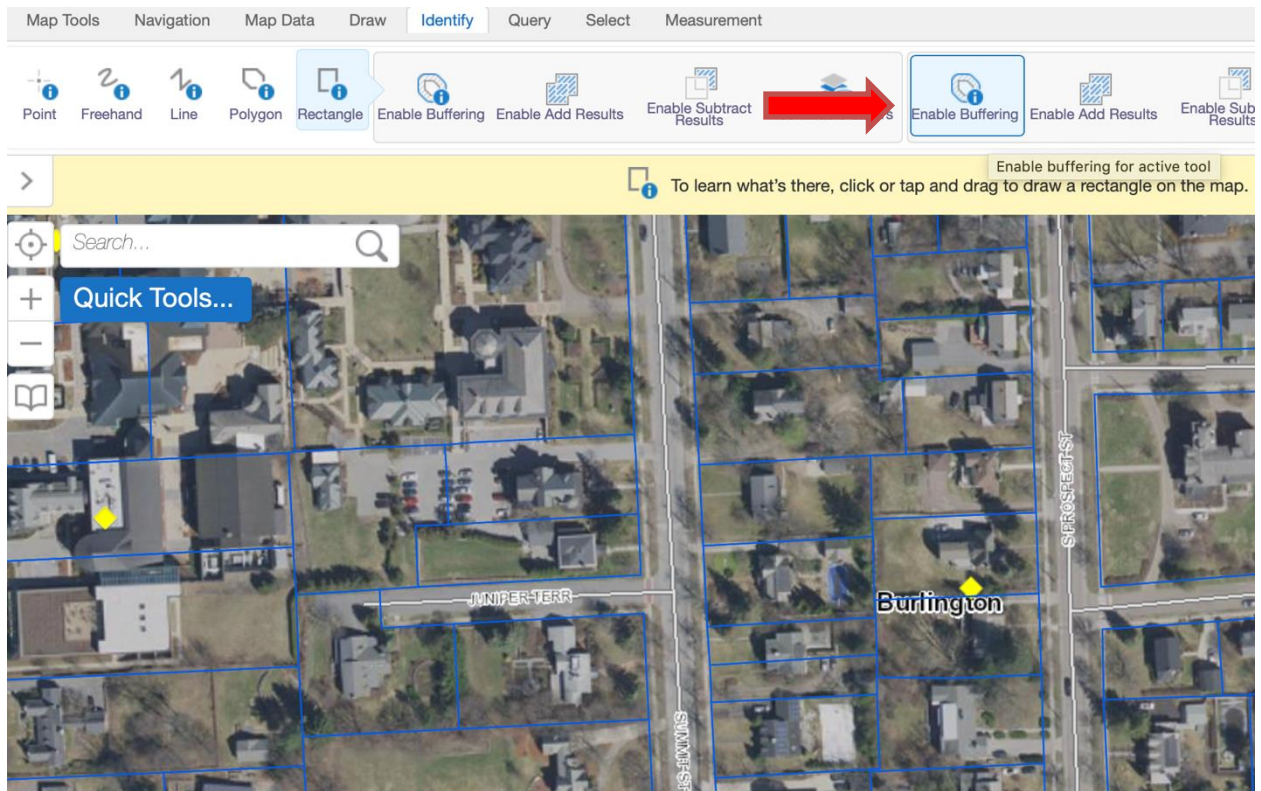 Map Tools Navigation Map Data Draw Identify Query Select Measurement
Point Freehand Line Polygon Rectangle Enable Buffering Enable Add Results Enable Subtract Results Enable Buffering Enable Add Results
Enable buffering for active tool
To learn what's there, click or tap and drag to draw a rectangle on the map.
Search...
Quick Tools...
S PROSPECT ST
JUNIPER TERR
Burlington
SUMMIT ST